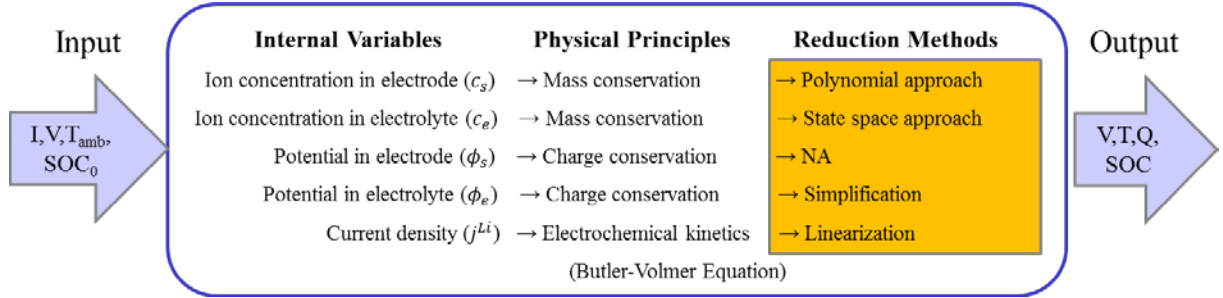 Input
I,V,T_amb,
SOC_0
Internal Variables Physical Principles Reduction Methods
Ion concentration in electrode (c_s) → Mass conservation → Polynomial approach
Ion concentration in electrolyte (c_e) → Mass conservation → State space approach
Potential in electrode (ϕ_s) → Charge conservation → NA
Potential in electrolyte (ϕ_e) → Charge conservation → Simplification
Current density (j^{Li}) → Electrochemical kinetics → Linearization
(Butler-Volmer Equation)
Output
V,T,Q,
SOC